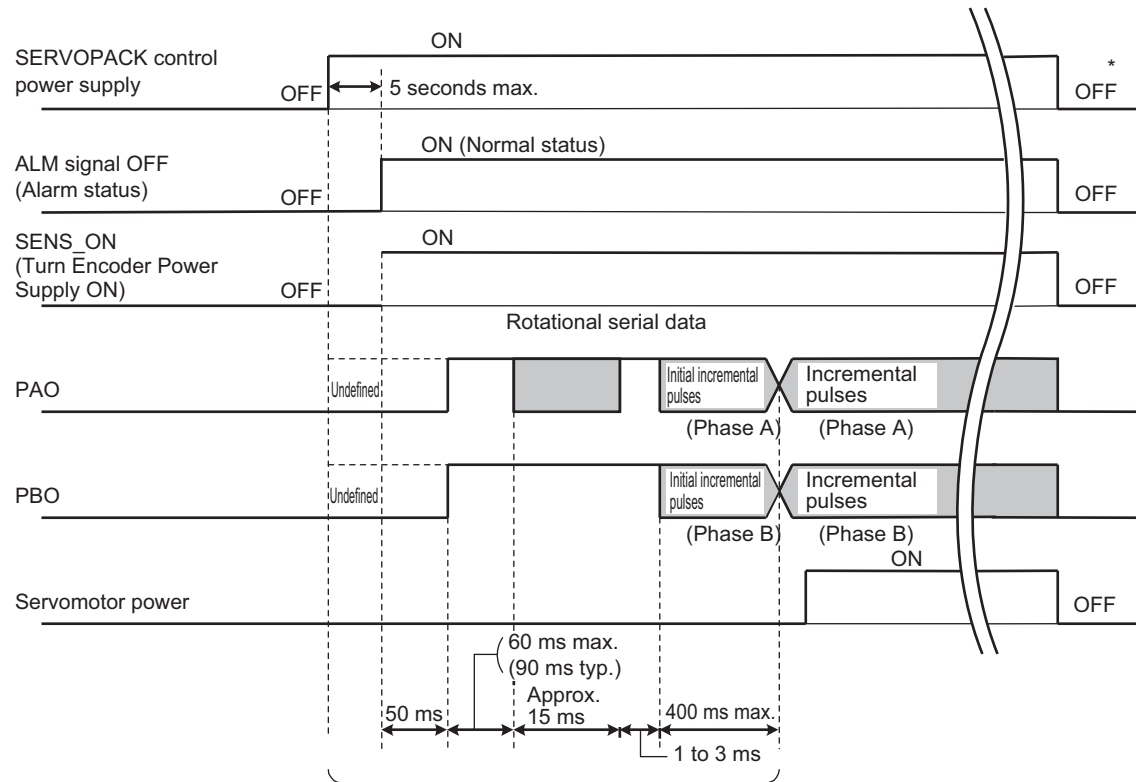 ON
SERVOPACK control
power supply
OFF
5 seconds max.
*
OFF
ON (Normal status)
ALM signal OFF
(Alarm status)
OFF
OFF
SENS_ON
(Turn Encoder Power
Supply ON)
OFF
ON
OFF
Rotational serial data
PAO
Undefined
Initial incremental
pulses
Incremental
pulses
(Phase A)
(Phase A)
PBO
Undefined
Initial incremental
pulses
Incremental
pulses
(Phase B)
(Phase B)
ON
Servomotor power
OFF
60 ms max.
(90 ms typ.)
Approx.
50 ms
15 ms
400 ms max.
1 to 3 ms